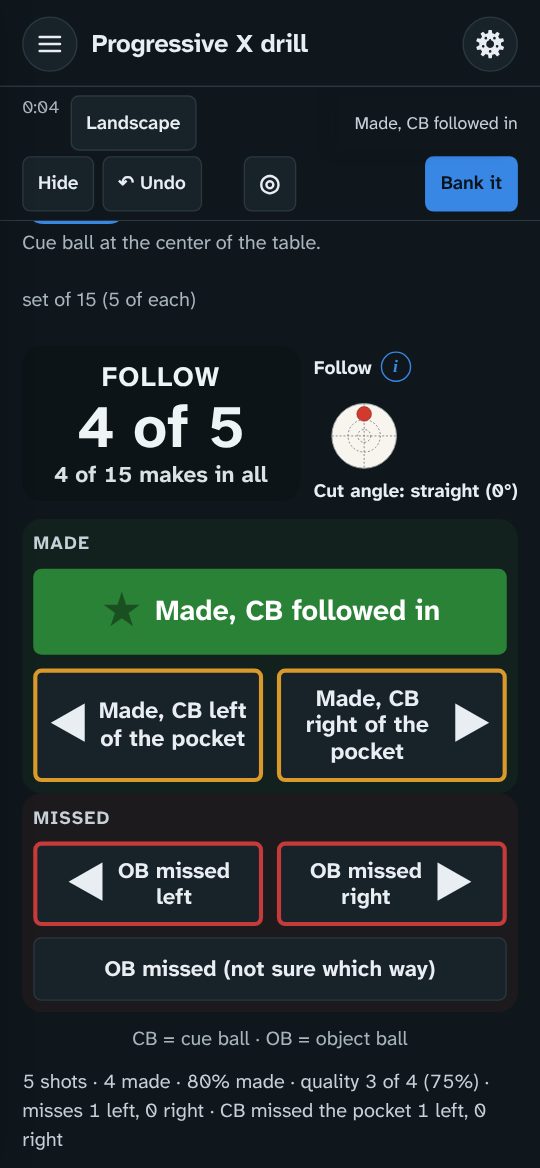 Progressive X drill
0:04
Landscape
Made, CB followed in
Hide
↶ Undo
Bank it
Cue ball at the center of the table.
set of 15 (5 of each)
FOLLOW
4 of 5
4 of 15 makes in all
Follow i
Cut angle: straight (0°)
MADE
★ Made, CB followed in
Made, CB left
of the pocket
Made, CB
right of the
pocket
MISSED
OB missed
left
OB missed
right
OB missed (not sure which way)
CB = cue ball · OB = object ball
5 shots · 4 made · 80% made · quality 3 of 4 (75%) ·
misses 1 left, 0 right · CB missed the pocket 1 left, 0
right